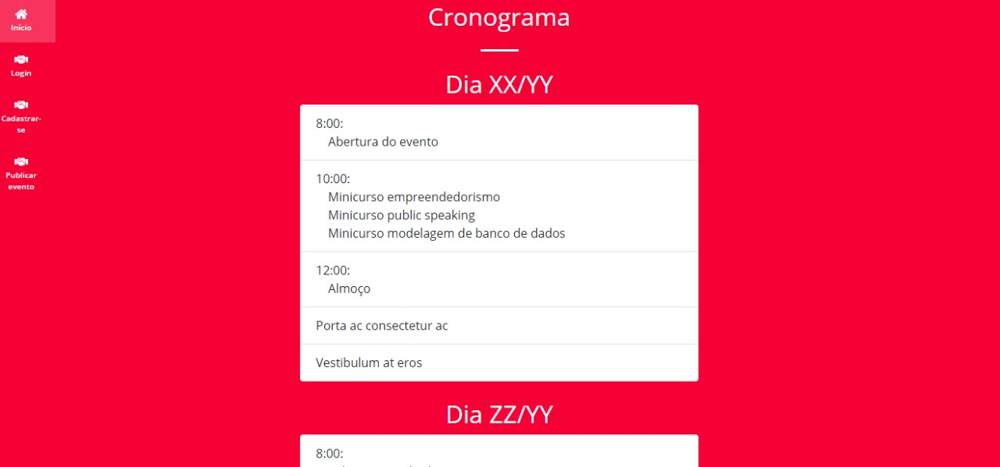 Início
Login
Cadastrar-
se
Publicar
evento
Cronograma
Dia XX/YY
8:00:
Abertura do evento
10:00:
Minicurso empreendedorismo
Minicurso public speaking
Minicurso modelagem de banco de dados
12:00:
Almoço
Porta ac consectetur ac
Vestibulum at eros
Dia ZZ/YY
8:00: